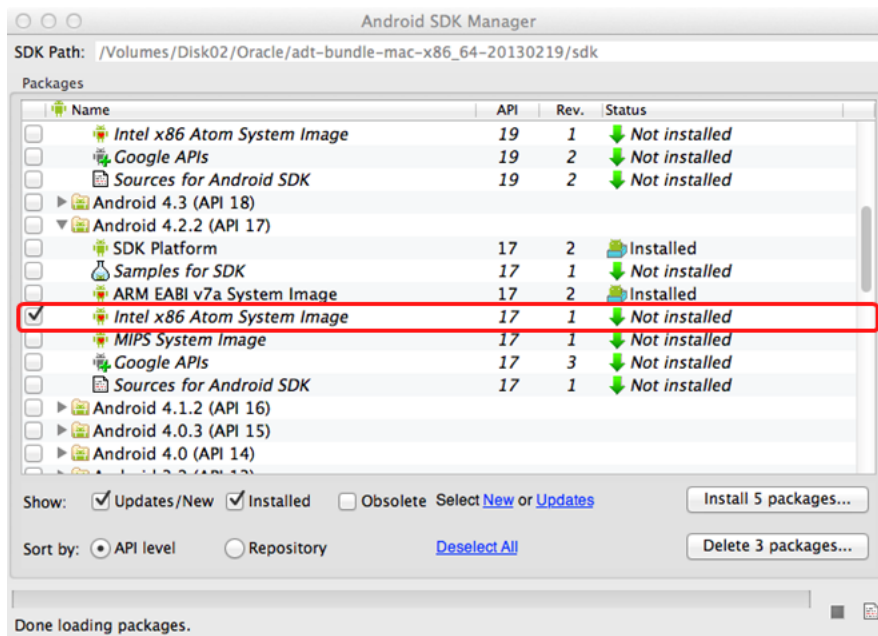 Android SDK Manager
SDK Path: /Volumes/Disk02/Oracle/adt-bundle-mac-x86_64-20130219/sdk
Packages
Name API Rev. Status
Intel x86 Atom System Image 19 1 Not installed
Google APIs 19 2 Not installed
Sources for Android SDK 19 2 Not installed
Android 4.3 (API 18)
Android 4.2.2 (API 17)
SDK Platform 17 2 Installed
Samples for SDK 17 1 Not installed
ARM EABI v7a System Image 17 2 Installed
Intel x86 Atom System Image 17 1 Not installed
MIPS System Image 17 1 Not installed
Google APIs 17 3 Not installed
Sources for Android SDK 17 1 Not installed
Android 4.1.2 (API 16)
Android 4.0.3 (API 15)
Android 4.0 (API 14)
Show: Updates/New Installed Obsolete Select New or Updates Install 5 packages...
Sort by: API level Repository Deselect All Delete 3 packages...
Done loading packages.